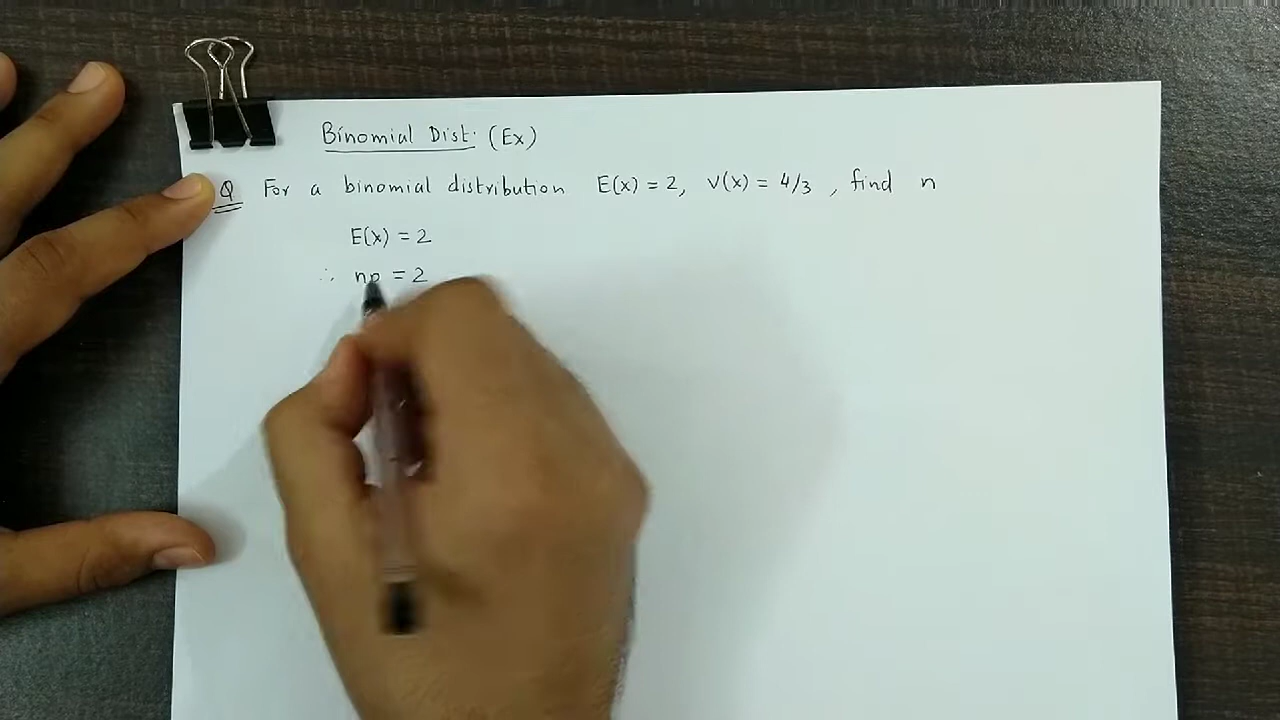 Binomial Dist. (Ex)
Q For a binomial distribution E(x) = 2, V(x) = 4/3 , find n
E(x) = 2
∴ np = 2